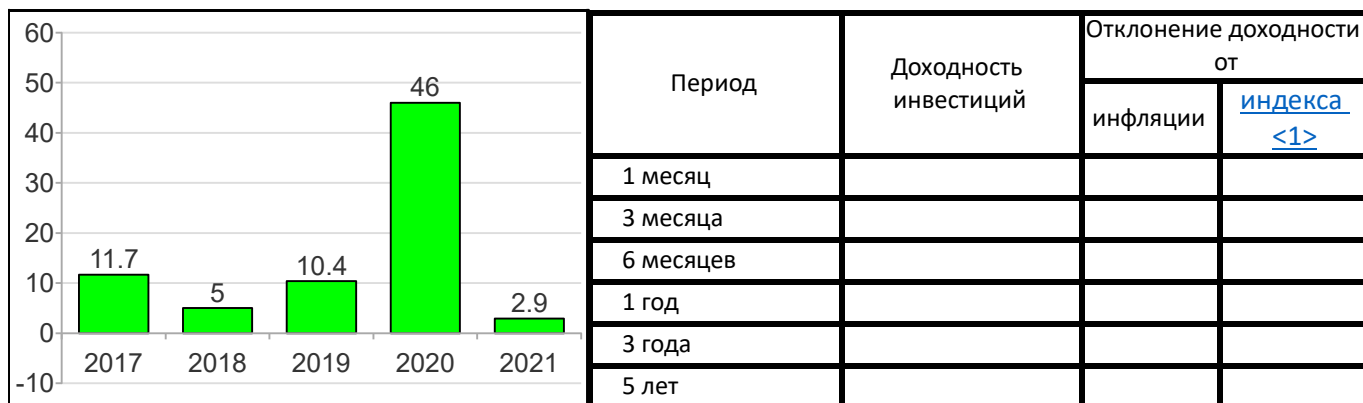 60
50
40
30
20
10
0
-10
11.7
5
10.4
46
2.9
2017 2018 2019 2020 2021
Период
Доходность
инвестиций
Отклонение доходности
от
инфляции
индекса
<1>
1 месяц
3 месяца
6 месяцев
1 год
3 года
5 лет